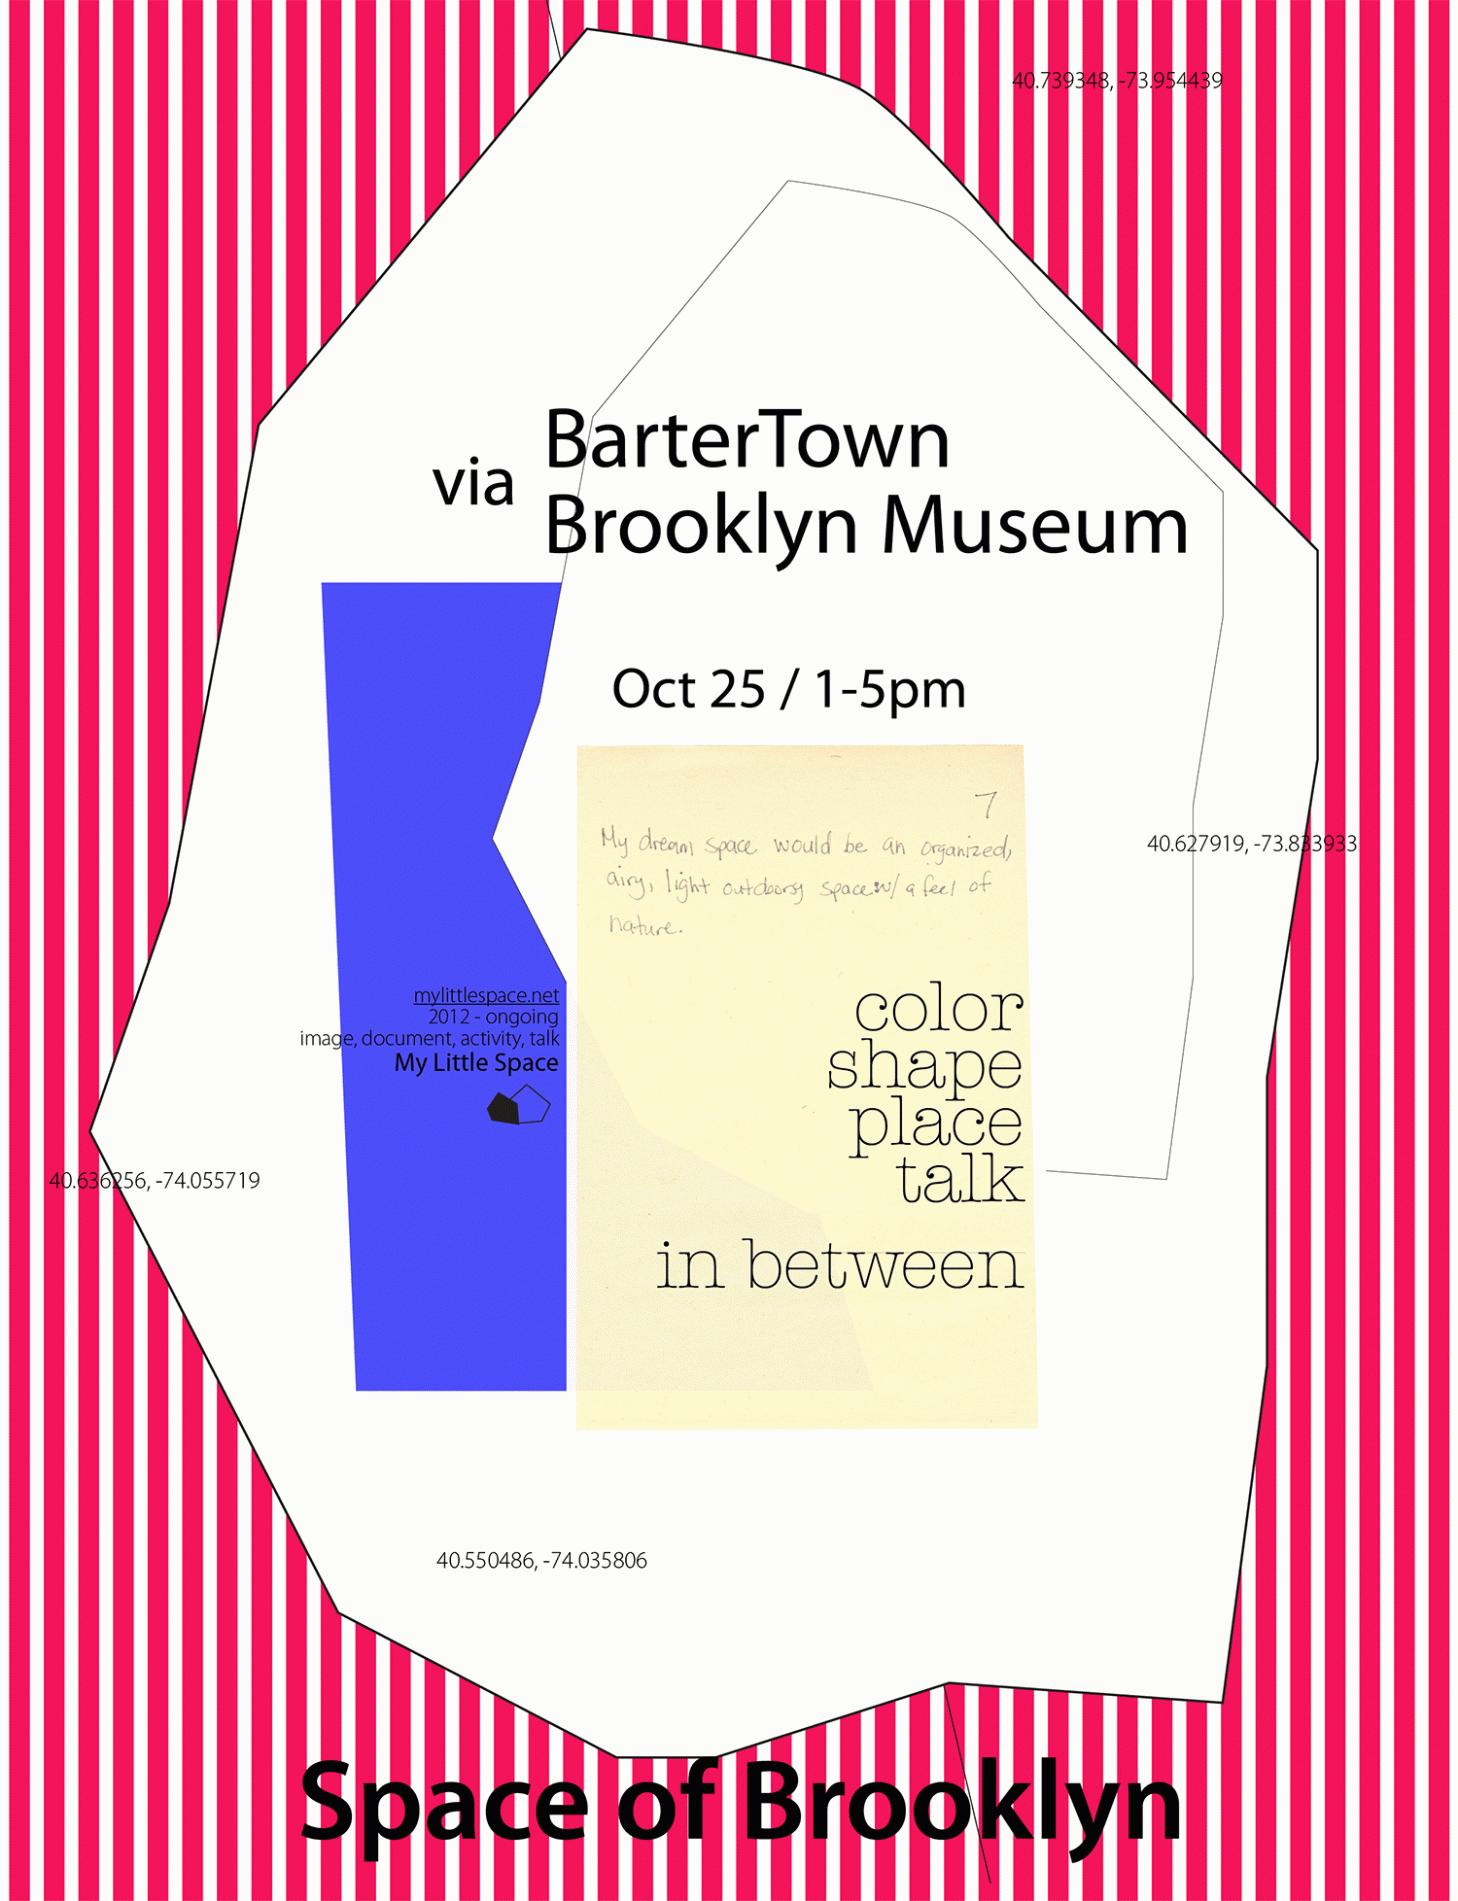 40.739348, -73.954439
via
BarterTown
Brooklyn Museum
Oct 25 / 1-5pm
7
My dream space would be an organized,
airy, light outdoorsy space w/ a feel of
nature.
40.627919, -73.833933
mylittlespace.net
2012 - ongoing
image, document, activity, talk
My Little Space
color
shape
place
talk
in between
40.636256, -74.055719
40.550486, -74.035806
Space of Brooklyn